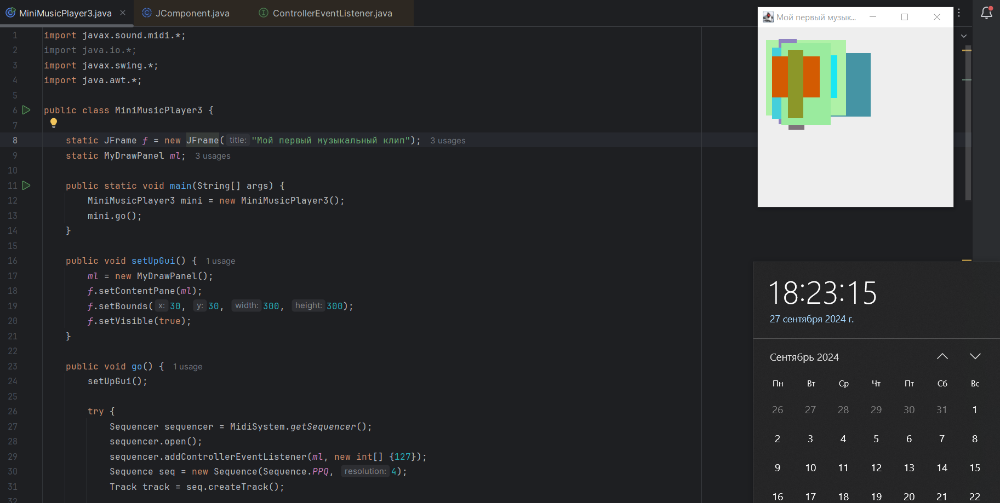 MiniMusicPlayer3.java JComponent.java ControllerEventListener.java
1 import javax.sound.midi.*;
2 import java.io.*;
3 import javax.swing.*;
4 import java.awt.*;
5
6 public class MiniMusicPlayer3 {
7
8 static JFrame f = new JFrame( title: "Мой первый музыкальный клип"); 3 usages
9 static MyDrawPanel ml; 3 usages
10
11 public static void main(String[] args) {
12 MiniMusicPlayer3 mini = new MiniMusicPlayer3();
13 mini.go();
14 }
15
16 public void setUpGui() { 1 usage
17 ml = new MyDrawPanel();
18 f.setContentPane(ml);
19 f.setBounds( x: 30, y: 30, width: 300, height: 300);
20 f.setVisible(true);
21 }
22
23 public void go() { 1 usage
24 setUpGui();
25
26 try {
27 Sequencer sequencer = MidiSystem.getSequencer();
28 sequencer.open();
29 sequencer.addControllerEventListener(ml, new int[] {127});
30 Sequence seq = new Sequence(Sequence.PPQ, resolution: 4);
31 Track track = seq.createTrack();
32
Мой первый музык...
18:23:15
27 сентября 2024 г.
Сентябрь 2024
Пн Вт Ср Чт Пт Сб Вс
26 27 28 29 30 31 1
2 3 4 5 6 7 8
9 10 11 12 13 14 15
16 17 18 19 20 21 22